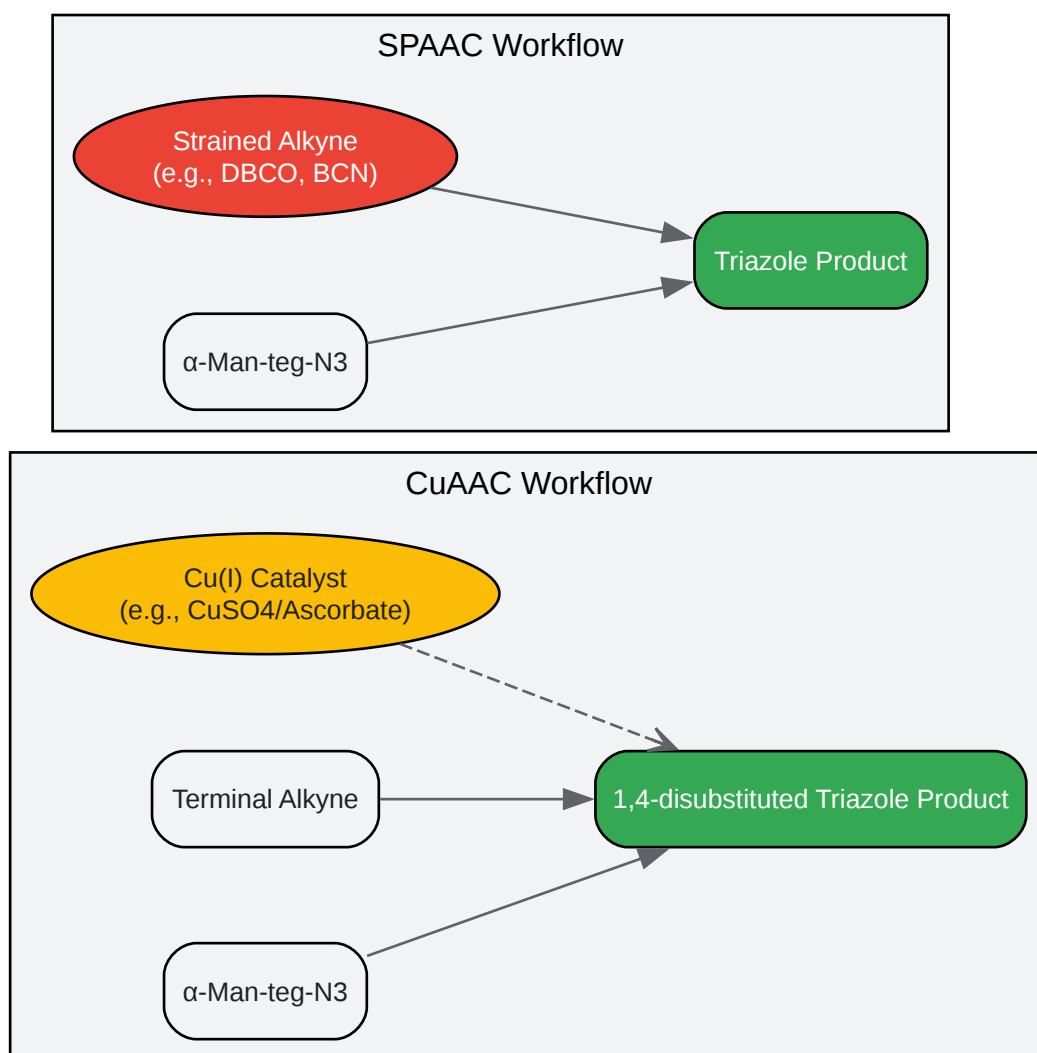 SPAAC Workflow
Strained Alkyne
(e.g., DBCO, BCN)
Triazole Product
α-Man-teg-N3
CuAAC Workflow
Cu(I) Catalyst
(e.g., CuSO4/Ascorbate)
Terminal Alkyne
1,4-disubstituted Triazole Product
α-Man-teg-N3